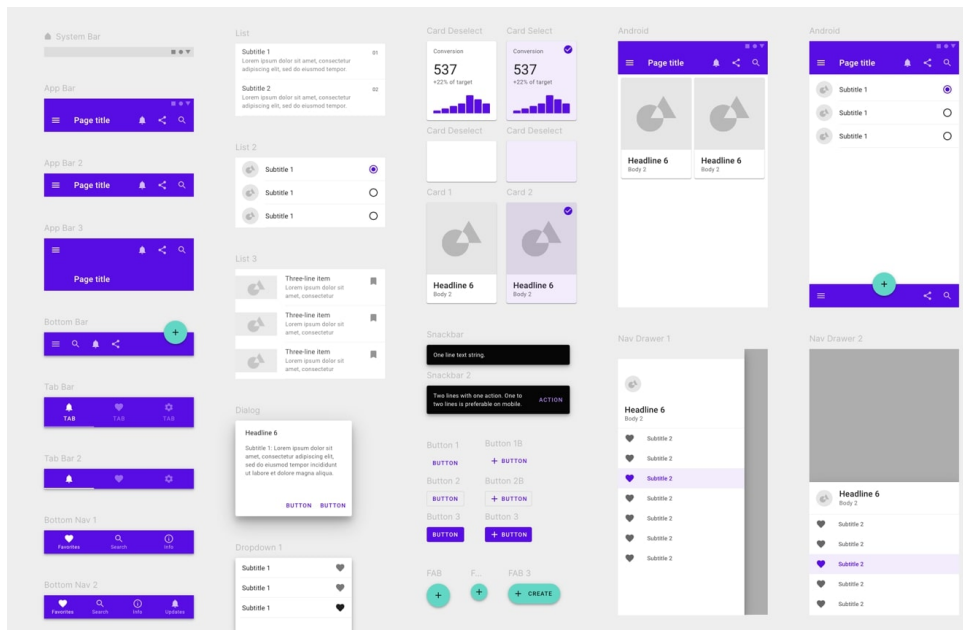 System Bar
App Bar
Page title
App Bar 2
Page title
App Bar 3
Page title
Bottom Bar
Tab Bar
TAB TAB TAB
Tab Bar 2
Bottom Nav 1
Favorites Search Info
Bottom Nav 2
Favorites Search Info Updates
List
Subtitle 1 01
Lorem ipsum dolor sit amet, consectetur
adipiscing elit, sed do eiusmod tempor.
Subtitle 2 02
Lorem ipsum dolor sit amet, consectetur
adipiscing elit, sed do eiusmod tempor.
List 2
Subtitle 1
Subtitle 1
Subtitle 1
List 3
Three-line item
Lorem ipsum dolor sit
amet, consectetur
Three-line item
Lorem ipsum dolor sit
amet, consectetur
Three-line item
Lorem ipsum dolor sit
amet, consectetur
Dialog
Headline 6
Subtitle 1: Lorem ipsum dolor sit
amet, consectetur adipiscing elit,
sed do eiusmod tempor incididunt
ut labore et dolore magna aliqua.
BUTTON BUTTON
Dropdown 1
Subtitle 1
Subtitle 1
Subtitle 1
Card Deselect Card Select
Conversion Conversion
537 537
+22% of target +22% of target
Card Deselect Card Deselect
Card 1 Card 2
Headline 6 Headline 6
Body 2 Body 2
Snackbar
One line text string.
Snackbar 2
Two lines with one action. One to
two lines is preferable on mobile.
ACTION
Button 1 Button 1B
BUTTON + BUTTON
Button 2 Button 2B
BUTTON + BUTTON
Button 3 Button 3
BUTTON + BUTTON
FAB F... FAB 3
+ + + CREATE
Android
Page title
Headline 6 Headline 6
Body 2 Body 2
Nav Drawer 1
Headline 6
Body 2
Subtitle 2
Subtitle 2
Subtitle 2
Subtitle 2
Subtitle 2
Subtitle 2
Subtitle 2
Android
Page title
Subtitle 1
Subtitle 1
Subtitle 1
Nav Drawer 2
Headline 6
Body 2
Subtitle 2
Subtitle 2
Subtitle 2
Subtitle 2
Subtitle 2